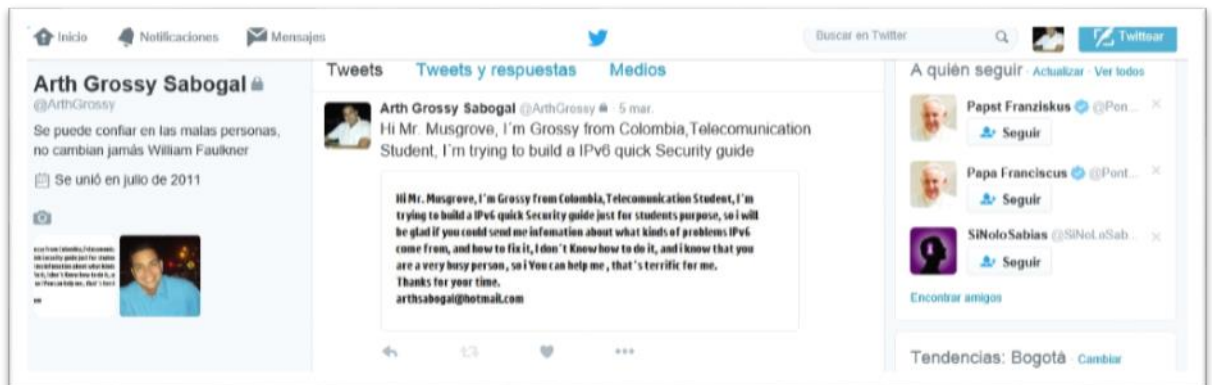 Inicio Notificaciones Mensajes Buscar en Twitter Twittear
Arth Grossy Sabogal
@ArthGrossy
Se puede confiar en las malas personas,
no cambian jamás William Faulkner
Se unió en julio de 2011
Tweets Tweets y respuestas Medios
Arth Grossy Sabogal @ArthGrossy · 5 mar.
Hi Mr. Musgrove, I´m Grossy from Colombia,Telecomunication
Student, I´m trying to build a IPv6 quick Security guide
Hi Mr. Musgrove, I´m Grossy from Colombia, Telecomunication Student, I´m
trying to build a IPv6 quick Security guide just for students purpose, so i will
be glad if you could send me infomation about what kinds of problems IPv6
come from, and how to fix it, I don´t Know how to do it, and i know that you
are a very busy person, so i You can help me , that´s terrific for me.
Thanks for your time.
arthsabogal@hotmail.com
A quién seguir · Actualizar · Ver todos
Papst Franziskus @Pon...
Seguir
Papa Franciscus @Pont...
Seguir
SiNoloSabias @SiNoLoSab...
Seguir
Encontrar amigos
Tendencias: Bogotá · Cambiar